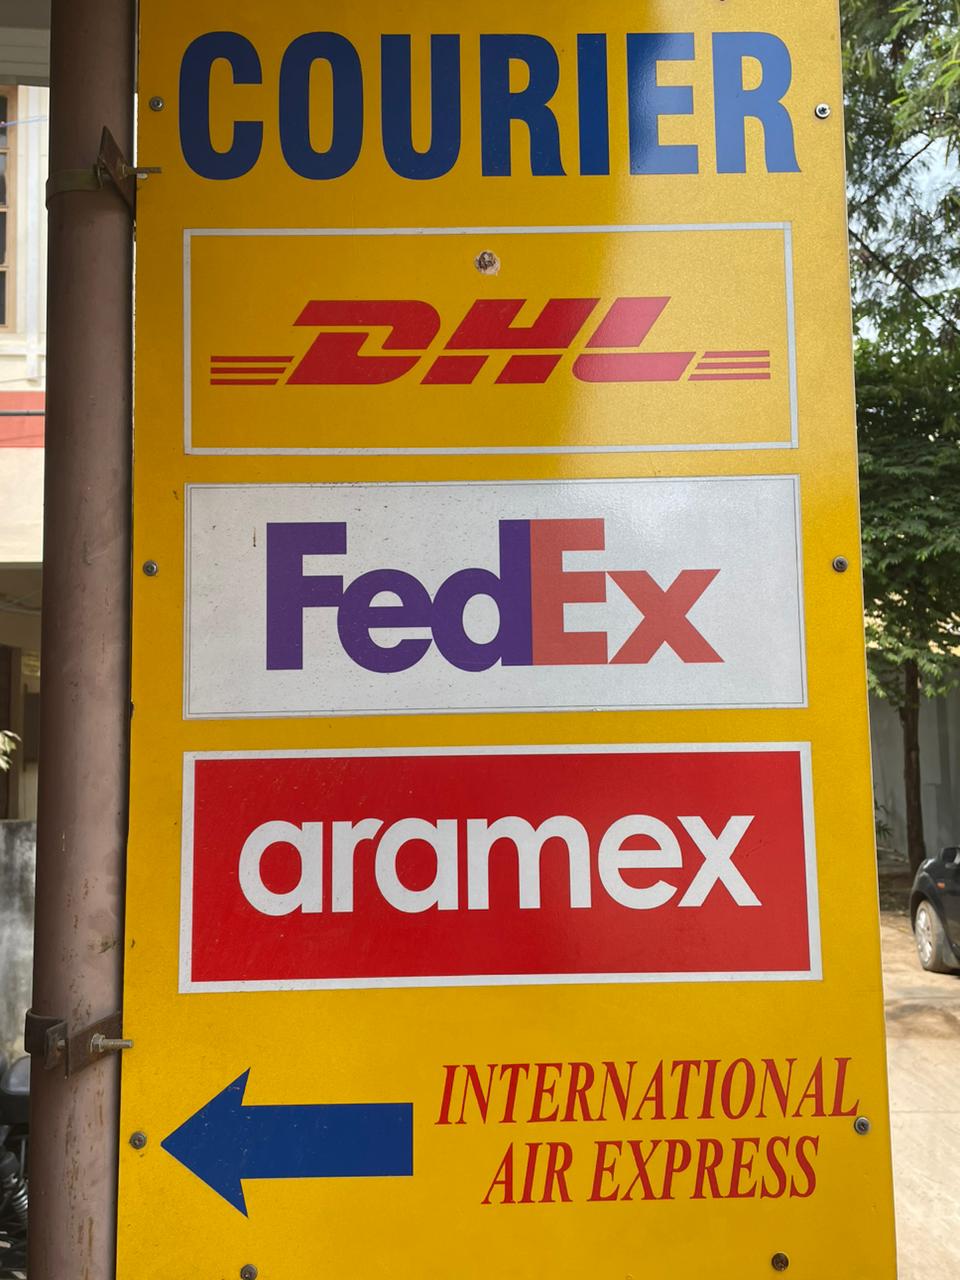 COURIER
DHL
FedEx
aramex
INTERNATIONAL
AIR EXPRESS